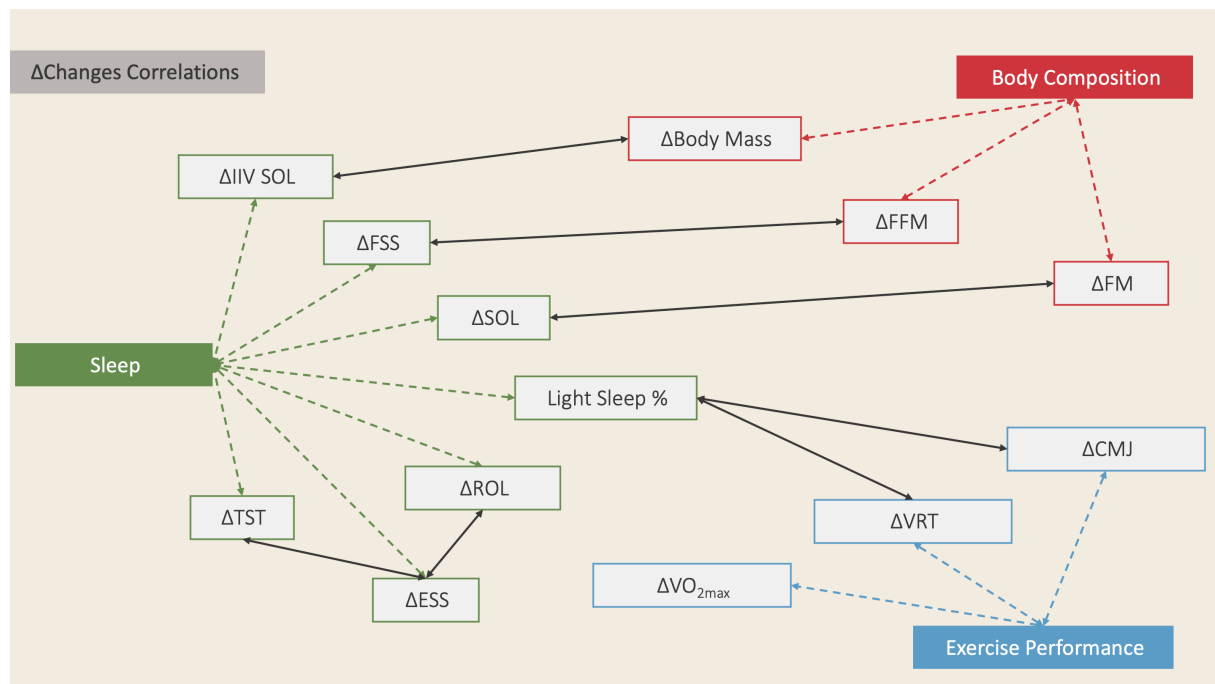 ΔChanges Correlations
Body Composition
ΔBody Mass
ΔIIV SOL
ΔFSS
ΔFFM
ΔFM
ΔSOL
Sleep
Light Sleep %
ΔCMJ
ΔROL
ΔTST
ΔVRT
ΔVO2max
ΔESS
Exercise Performance